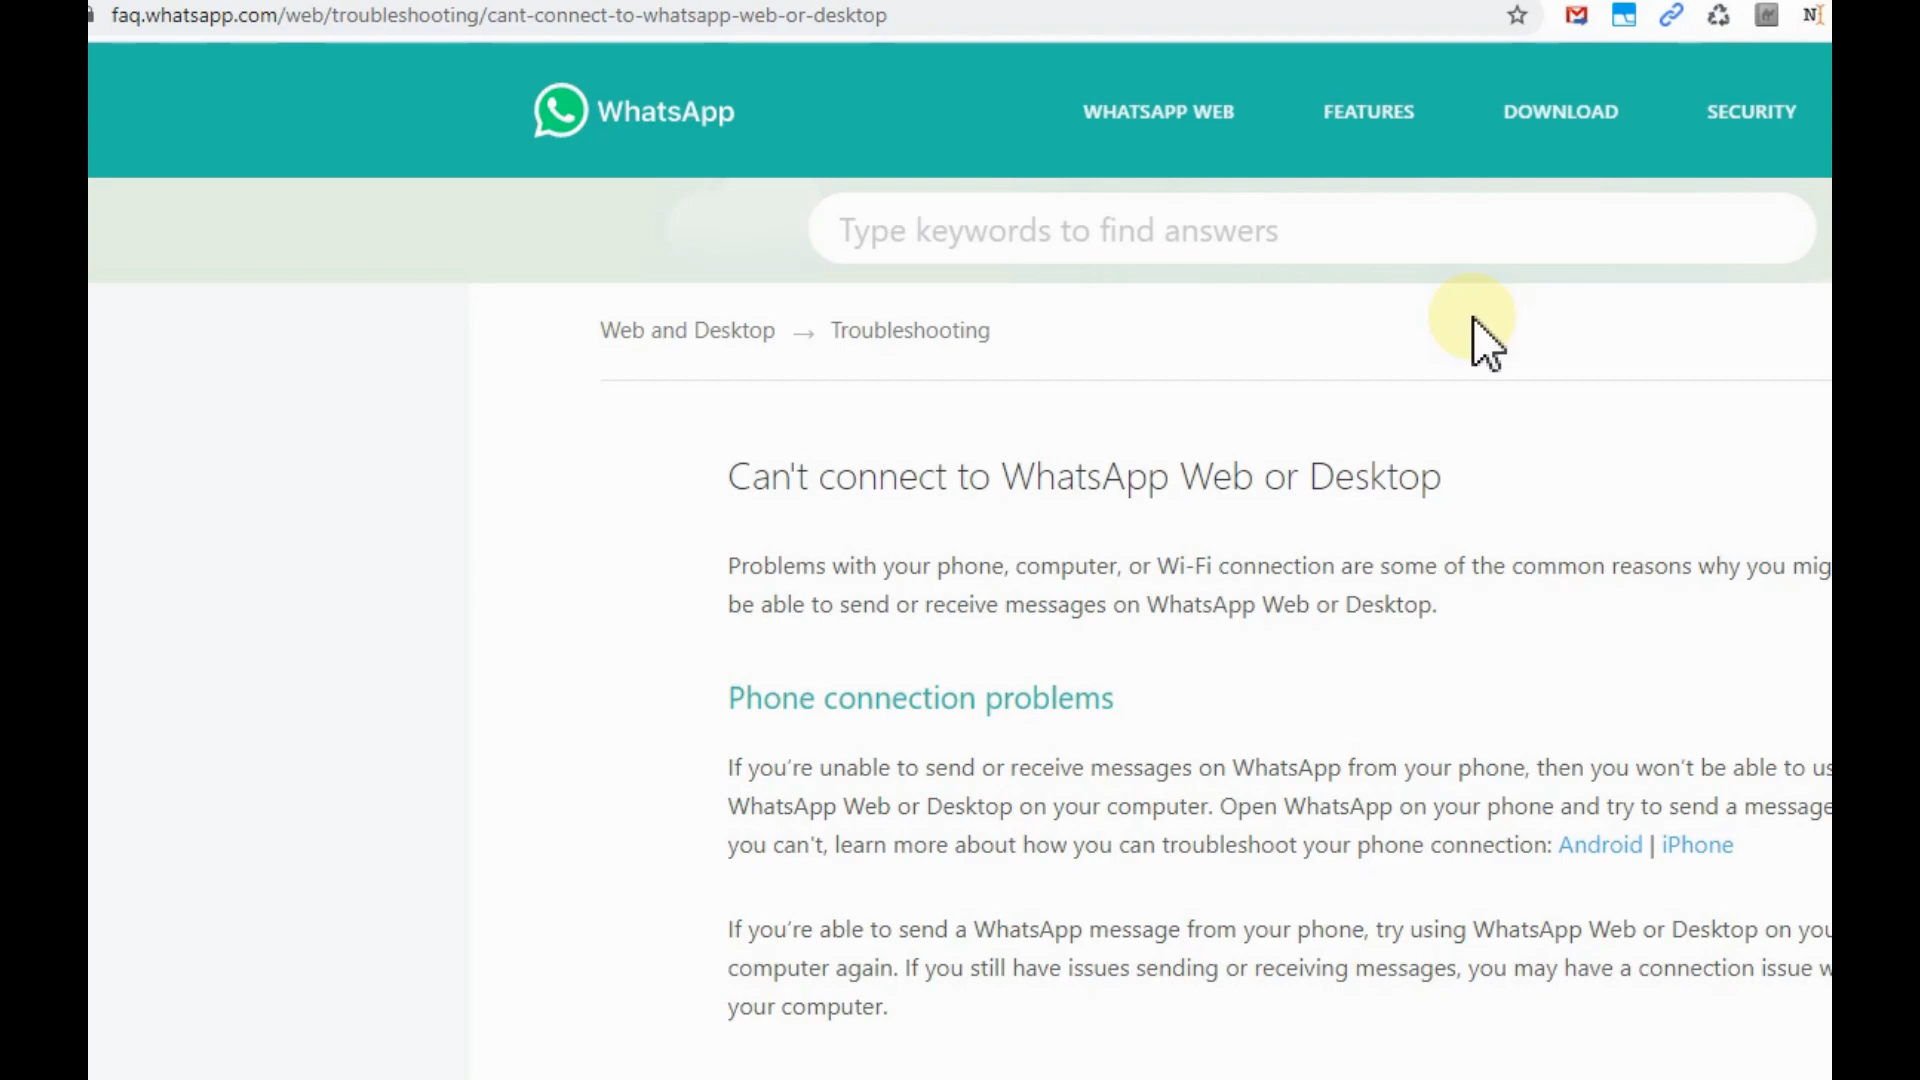 faq.whatsapp.com/web/troubleshooting/cant-connect-to-whatsapp-web-or-desktop
WhatsApp
WHATSAPP WEB
FEATURES
DOWNLOAD
SECURITY
Type keywords to find answers
Web and Desktop → Troubleshooting
Can't connect to WhatsApp Web or Desktop
Problems with your phone, computer, or Wi-Fi connection are some of the common reasons why you mig
be able to send or receive messages on WhatsApp Web or Desktop.
Phone connection problems
If you’re unable to send or receive messages on WhatsApp from your phone, then you won’t be able to us
WhatsApp Web or Desktop on your computer. Open WhatsApp on your phone and try to send a message
you can't, learn more about how you can troubleshoot your phone connection: Android | iPhone
If you’re able to send a WhatsApp message from your phone, try using WhatsApp Web or Desktop on you
computer again. If you still have issues sending or receiving messages, you may have a connection issue w
your computer.